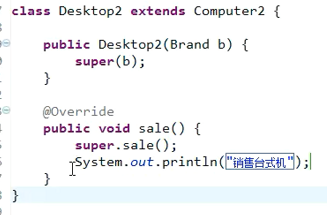 class Desktop2 extends Computer2 {
public Desktop2(Brand b) {
super(b);
}
@Override
public void sale() {
super.sale();
System.out.println("销售台式机");
}
}